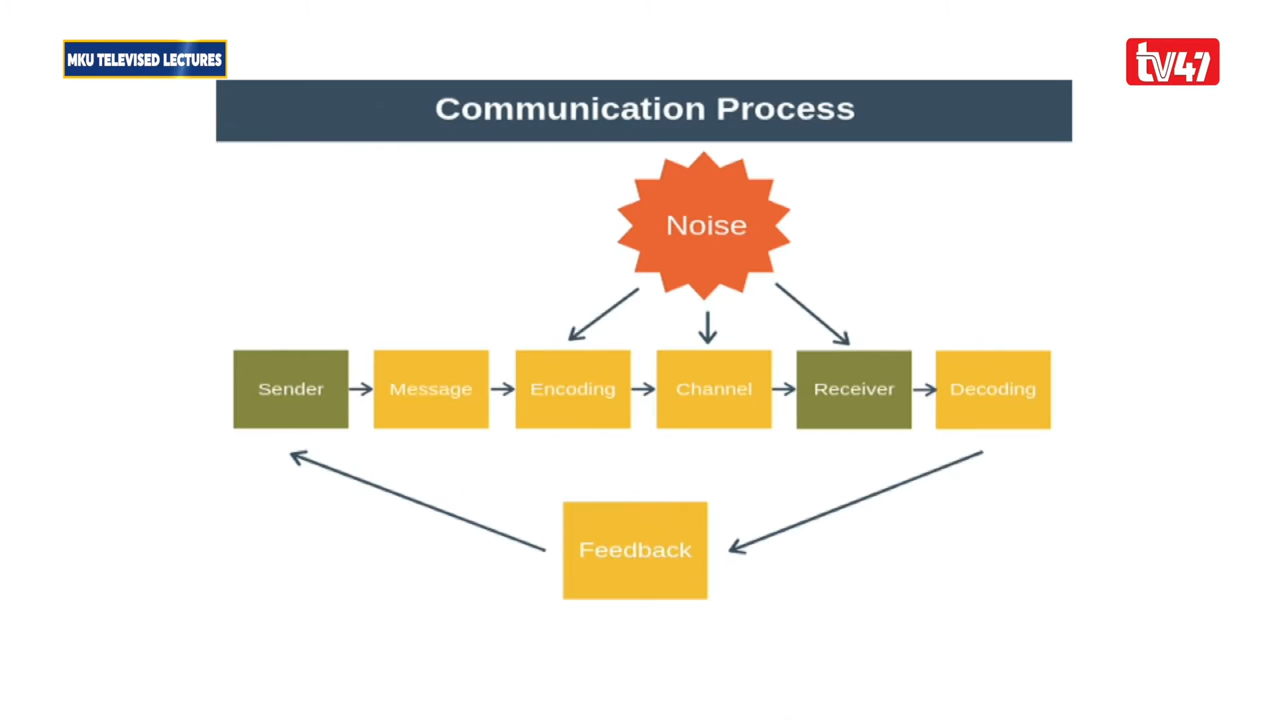 MKU TELEVISED LECTURES
tv47
Communication Process
Noise
Sender
Message
Encoding
Channel
Receiver
Decoding
Feedback